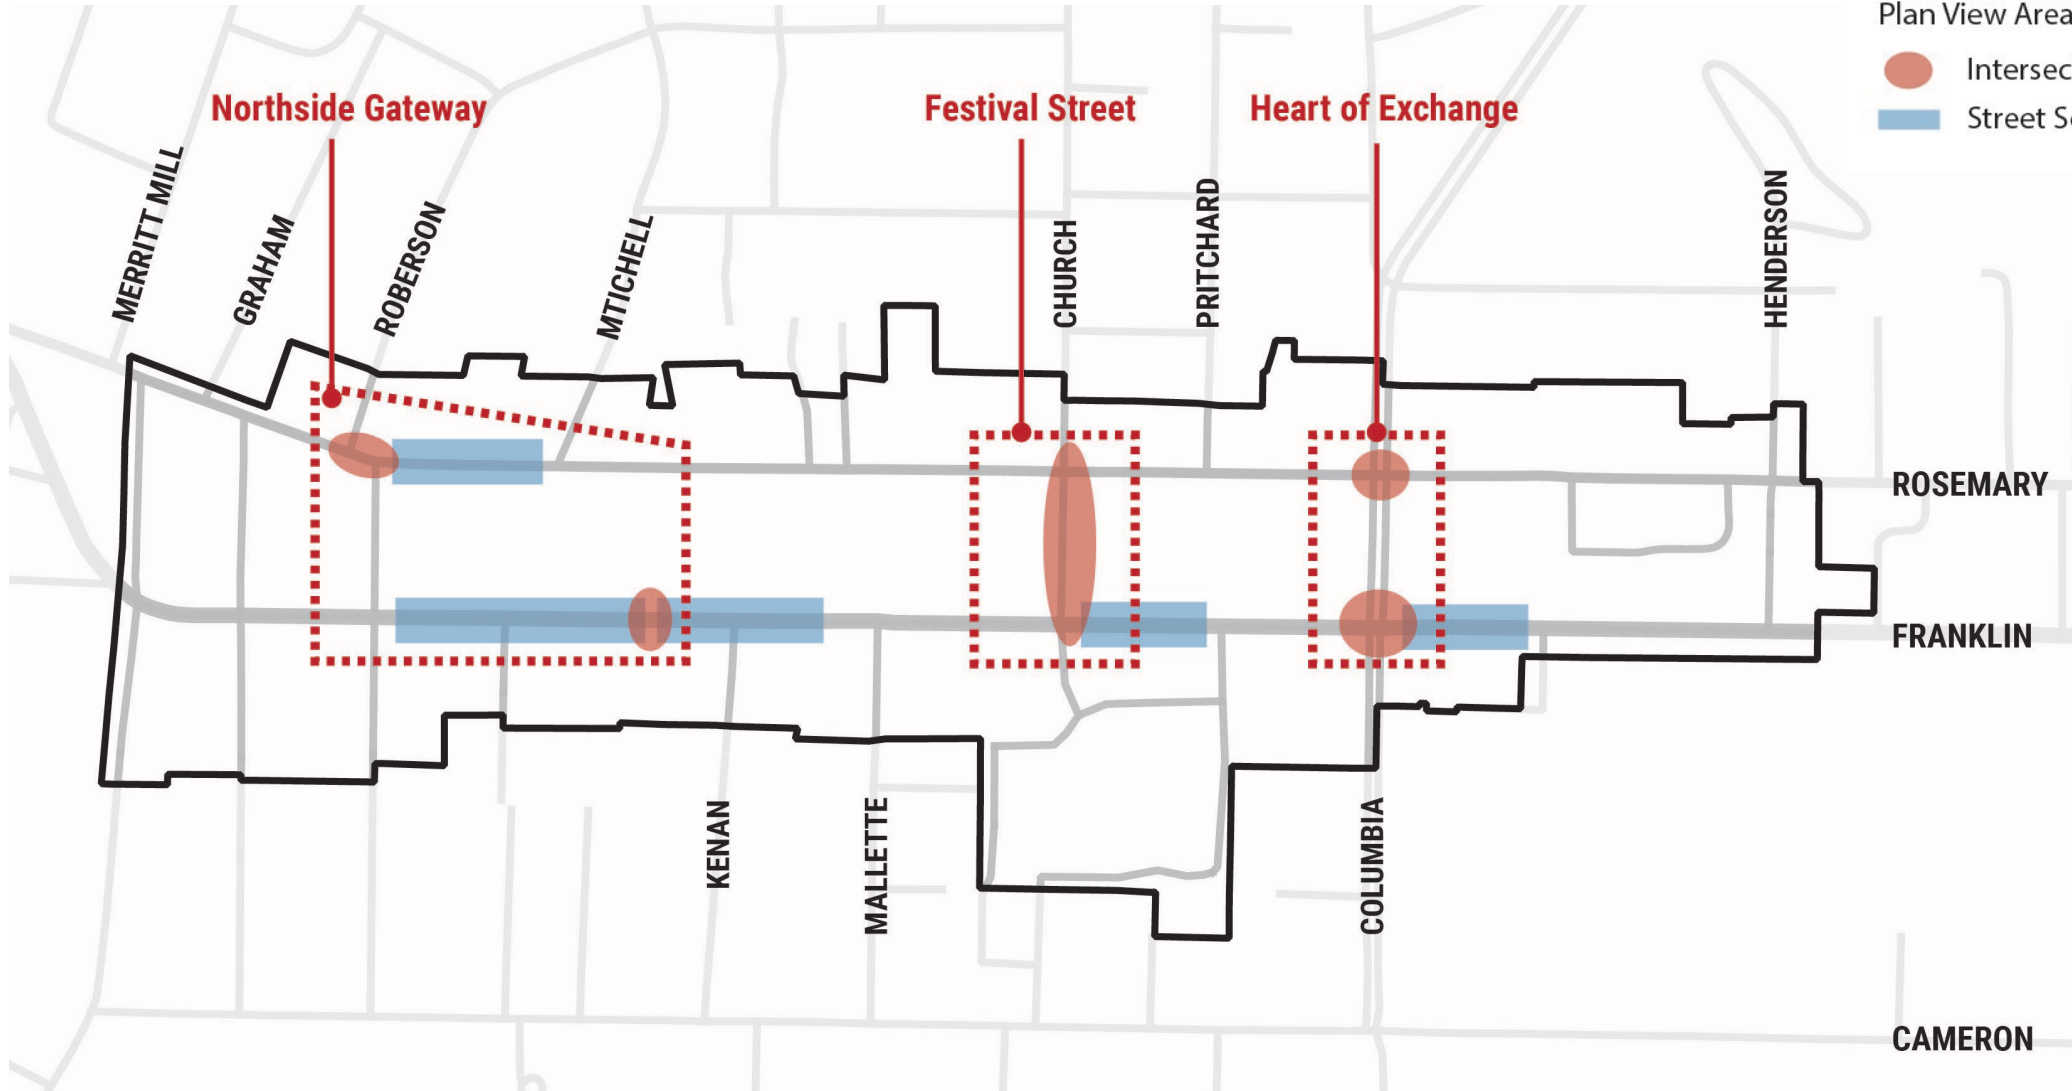 Plan View Area
Intersec
Street S
Northside Gateway
Festival Street
Heart of Exchange
MERRITT MILL
GRAHAM
ROBERSON
MTICHELL
CHURCH
PRITCHARD
HENDERSON
ROSEMARY
FRANKLIN
KENAN
MALLETTE
COLUMBIA
CAMERON